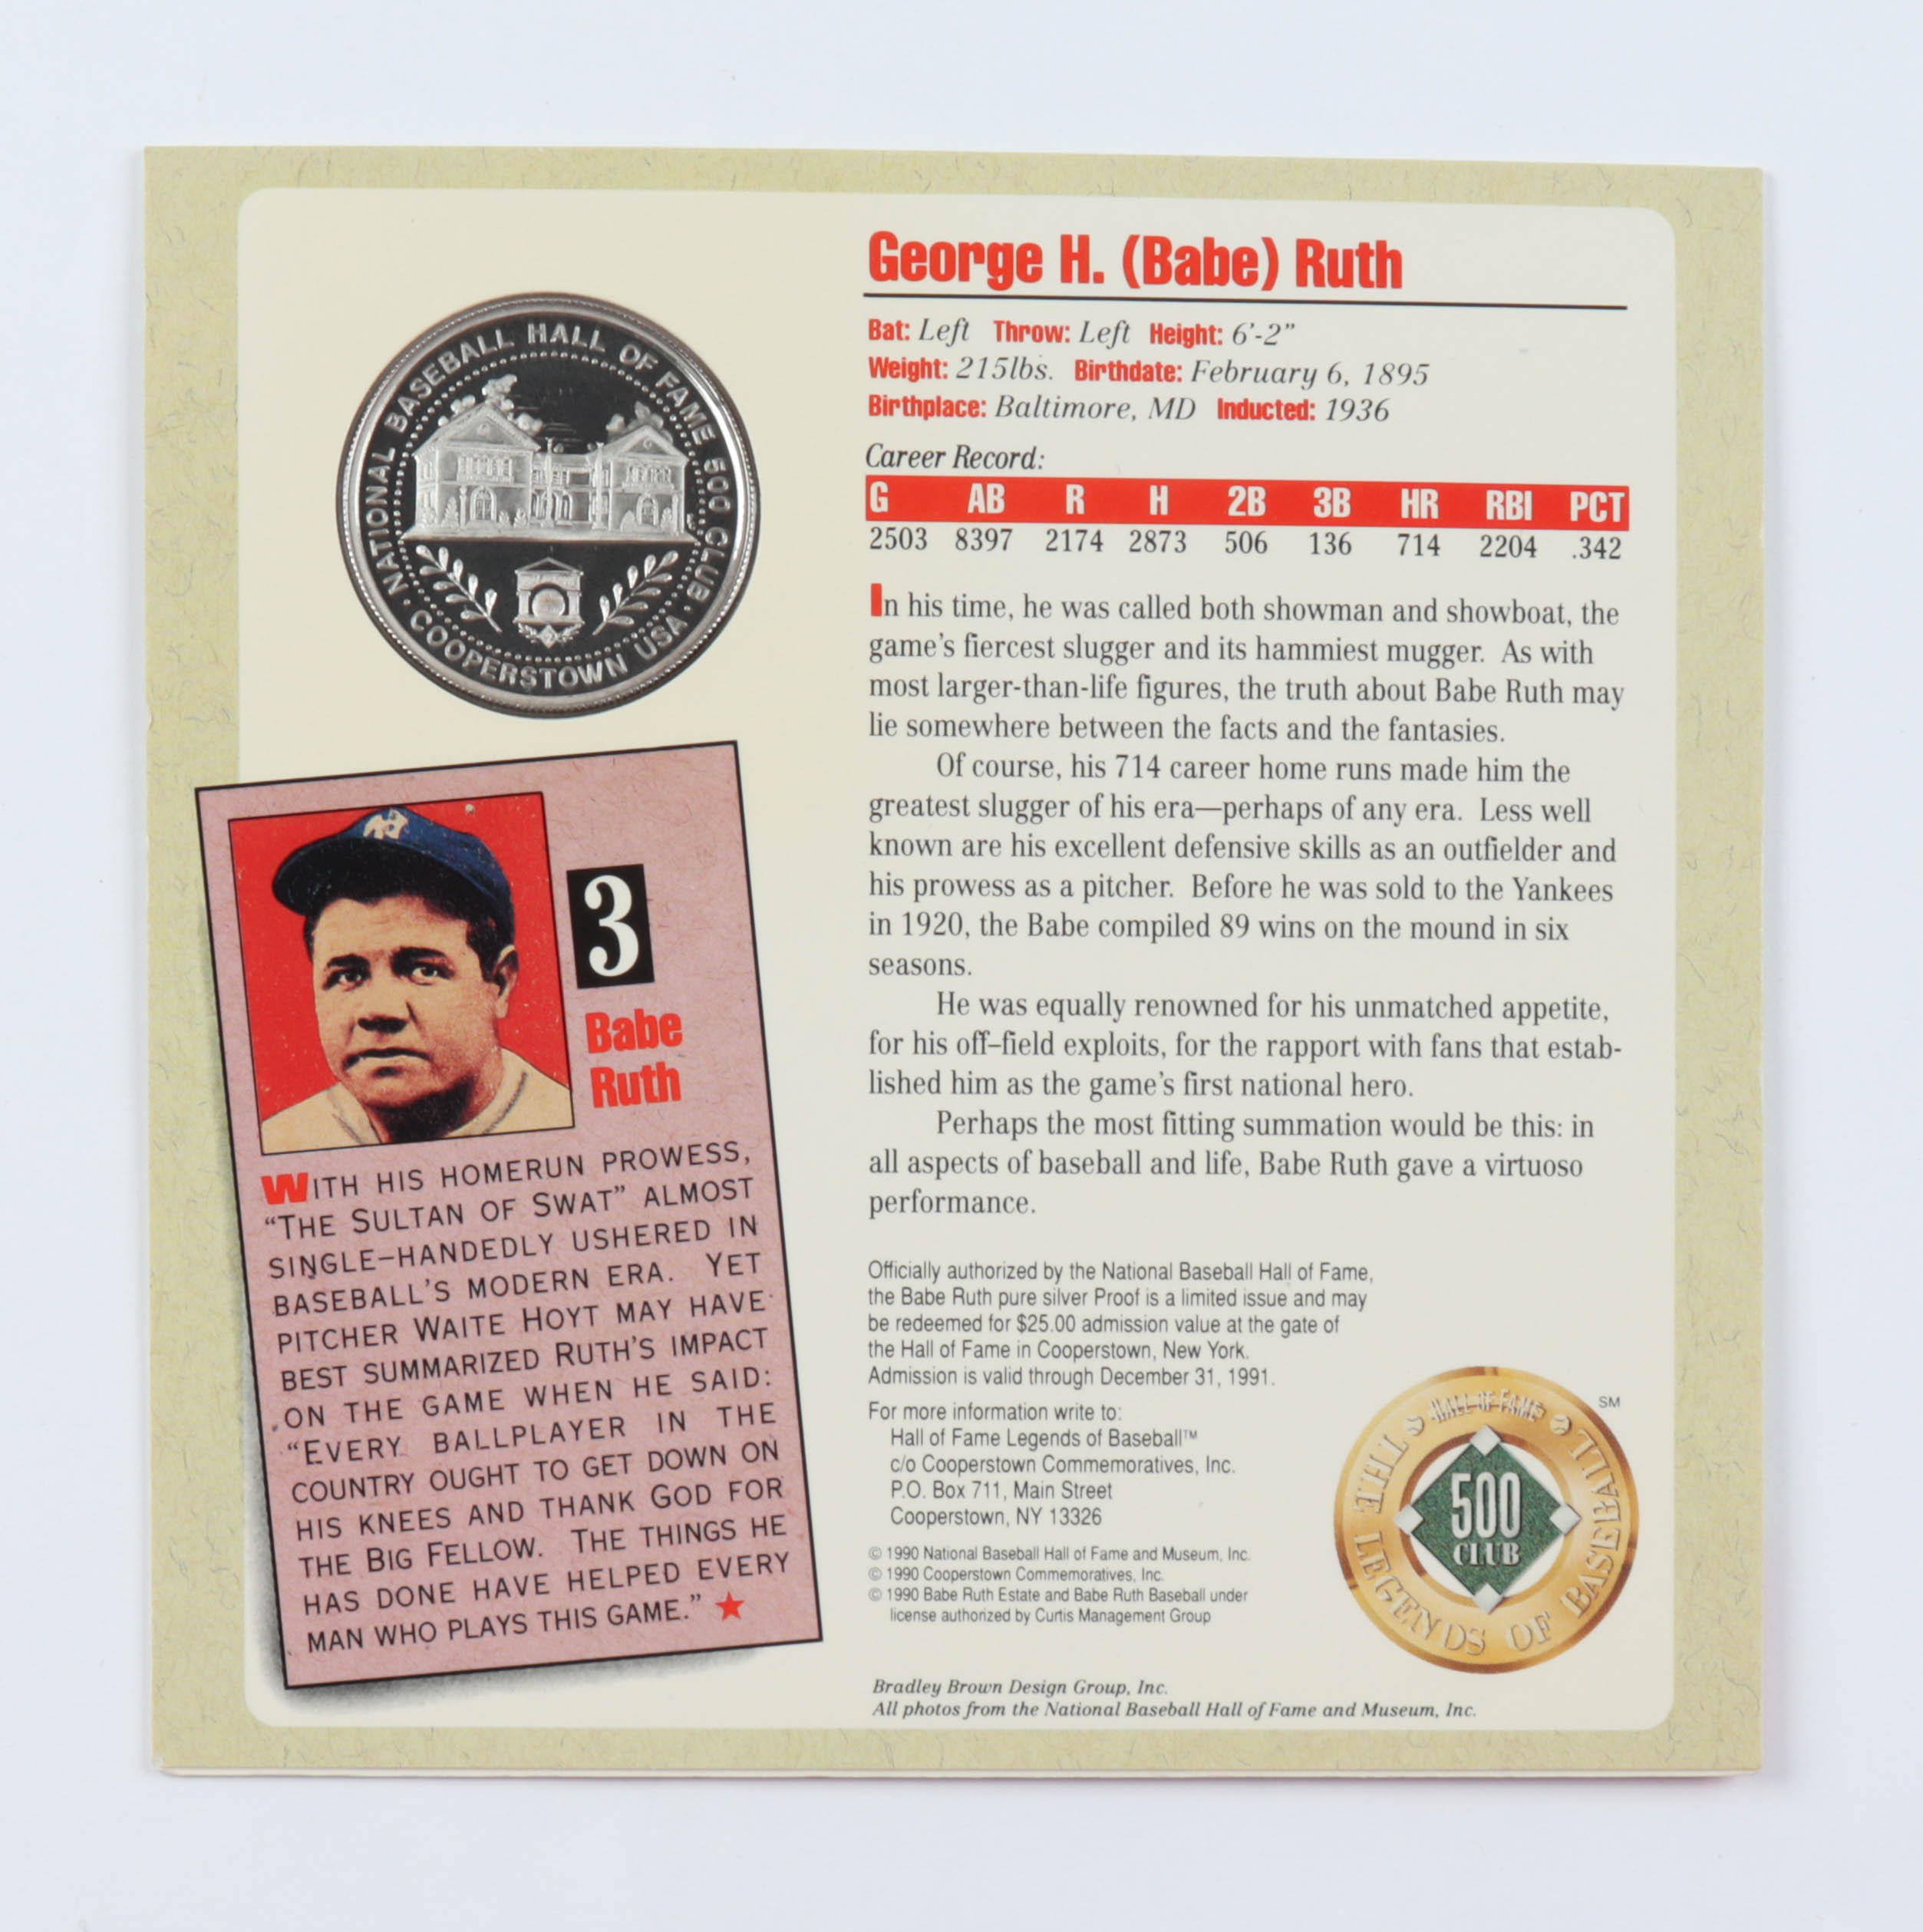 NATIONAL BASEBALL HALL OF FAME 500 CLUB
· COOPERSTOWN USA ·
3
Babe
Ruth
WITH HIS HOMERUN PROWESS,
“THE SULTAN OF SWAT” ALMOST
SINGLE–HANDEDLY USHERED IN
BASEBALL’S MODERN ERA. YET
PITCHER WAITE HOYT MAY HAVE
BEST SUMMARIZED RUTH’S IMPACT
ON THE GAME WHEN HE SAID:
“EVERY BALLPLAYER IN THE
COUNTRY OUGHT TO GET DOWN ON
HIS KNEES AND THANK GOD FOR
THE BIG FELLOW. THE THINGS HE
HAS DONE HAVE HELPED EVERY
MAN WHO PLAYS THIS GAME.” ★
George H. (Babe) Ruth
Bat: Left Throw: Left Height: 6’-2”
Weight: 215lbs. Birthdate: February 6, 1895
Birthplace: Baltimore, MD Inducted: 1936
Career Record:
G AB R H 2B 3B HR RBI PCT
2503 8397 2174 2873 506 136 714 2204 .342
In his time, he was called both showman and showboat, the
game’s fiercest slugger and its hammiest mugger. As with
most larger-than-life figures, the truth about Babe Ruth may
lie somewhere between the facts and the fantasies.
Of course, his 714 career home runs made him the
greatest slugger of his era—perhaps of any era. Less well
known are his excellent defensive skills as an outfielder and
his prowess as a pitcher. Before he was sold to the Yankees
in 1920, the Babe compiled 89 wins on the mound in six
seasons.
He was equally renowned for his unmatched appetite,
for his off–field exploits, for the rapport with fans that estab-
lished him as the game’s first national hero.
Perhaps the most fitting summation would be this: in
all aspects of baseball and life, Babe Ruth gave a virtuoso
performance.
Officially authorized by the National Baseball Hall of Fame,
the Babe Ruth pure silver Proof is a limited issue and may
be redeemed for $25.00 admission value at the gate of
the Hall of Fame in Cooperstown, New York.
Admission is valid through December 31, 1991.
For more information write to:
Hall of Fame Legends of Baseball™
c/o Cooperstown Commemoratives, Inc.
P.O. Box 711, Main Street
Cooperstown, NY 13326
© 1990 National Baseball Hall of Fame and Museum, Inc.
© 1990 Cooperstown Commemoratives, Inc.
© 1990 Babe Ruth Estate and Babe Ruth Baseball under
license authorized by Curtis Management Group
HALL OF FAME
SM
THE LEGENDS OF BASEBALL
500
CLUB
Bradley Brown Design Group, Inc.
All photos from the National Baseball Hall of Fame and Museum, Inc.